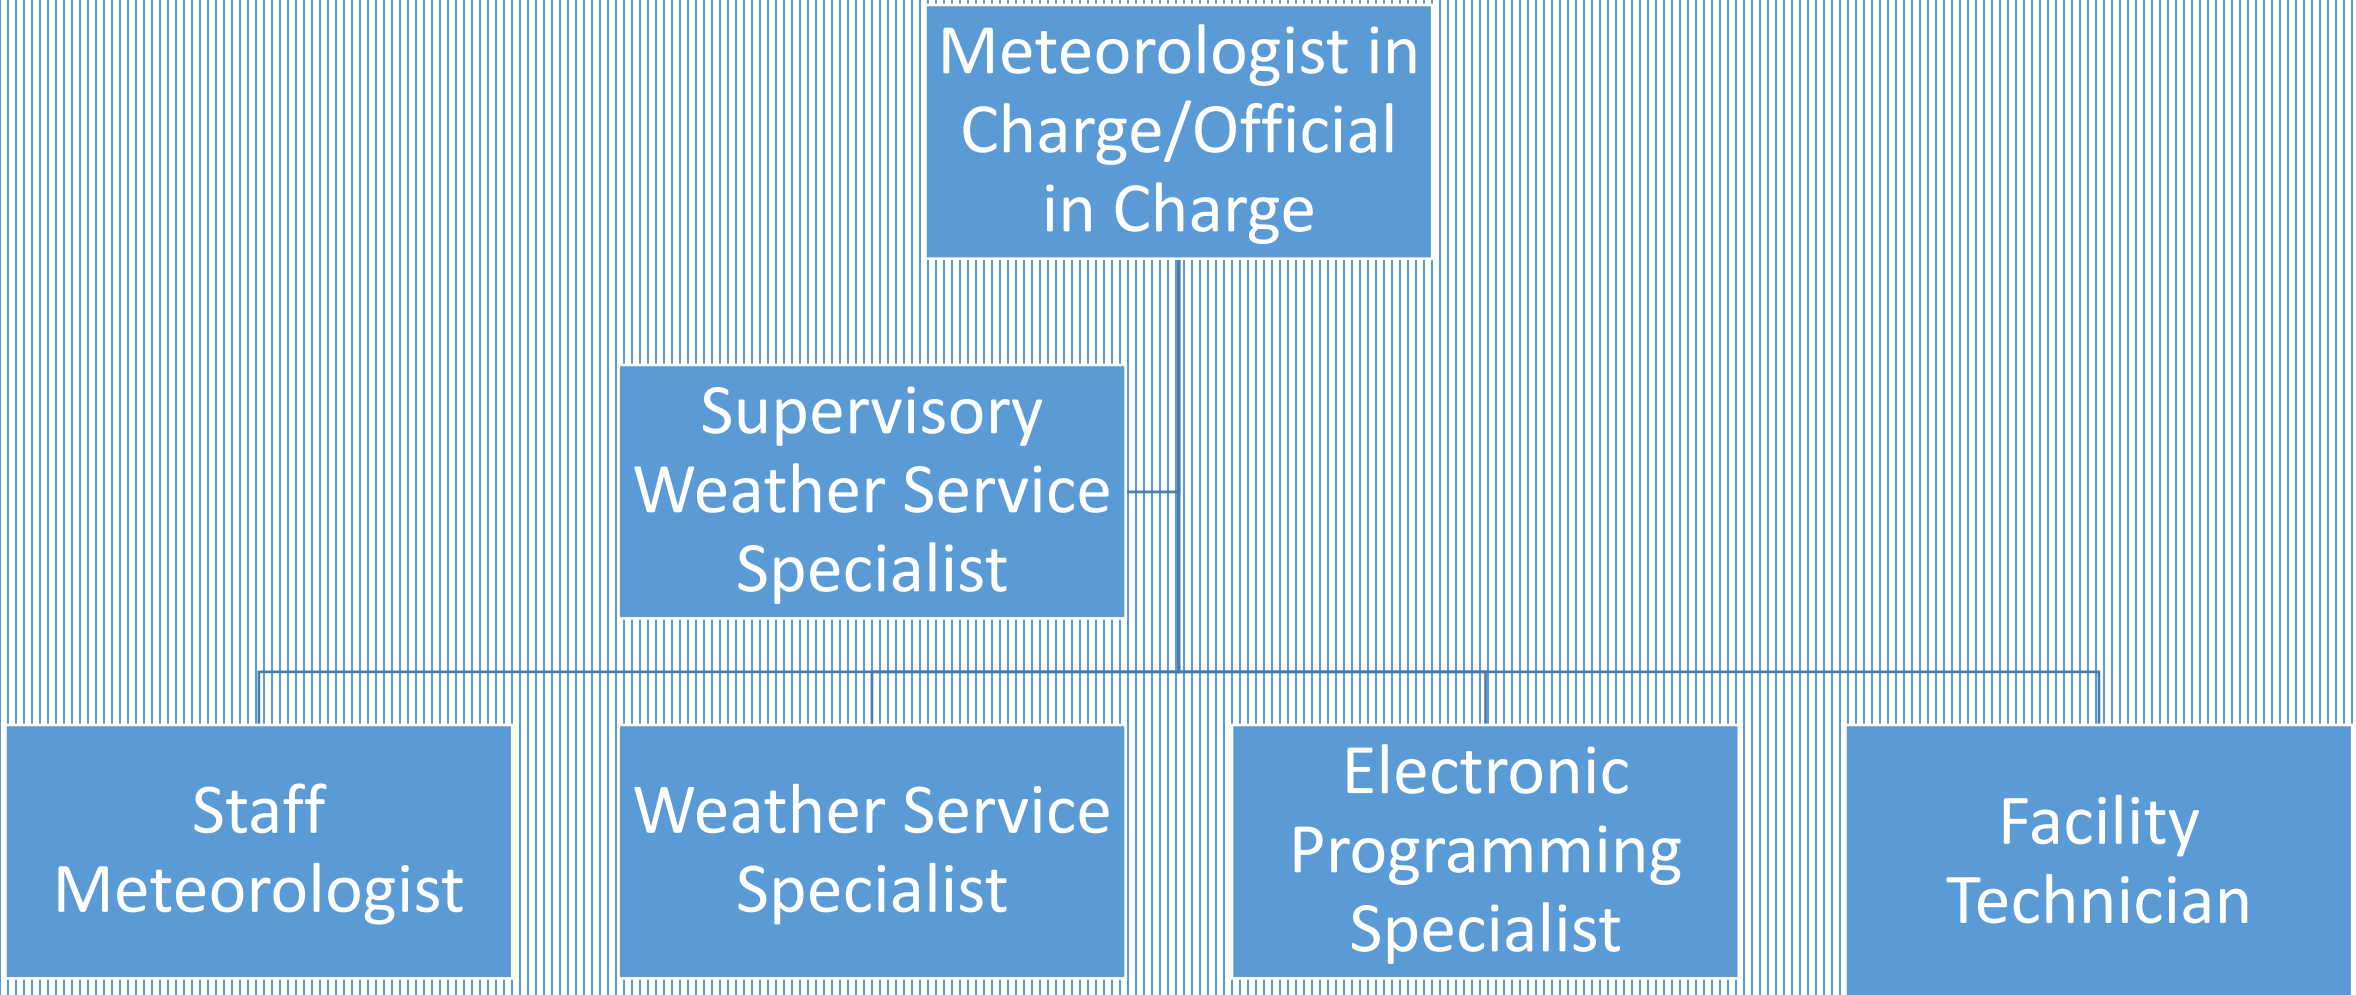 Meteorologist in
Charge/Official
in Charge
Supervisory
Weather Service
Specialist
Staff
Meteorologist
Weather Service
Specialist
Electronic
Programming
Specialist
Facility
Technician